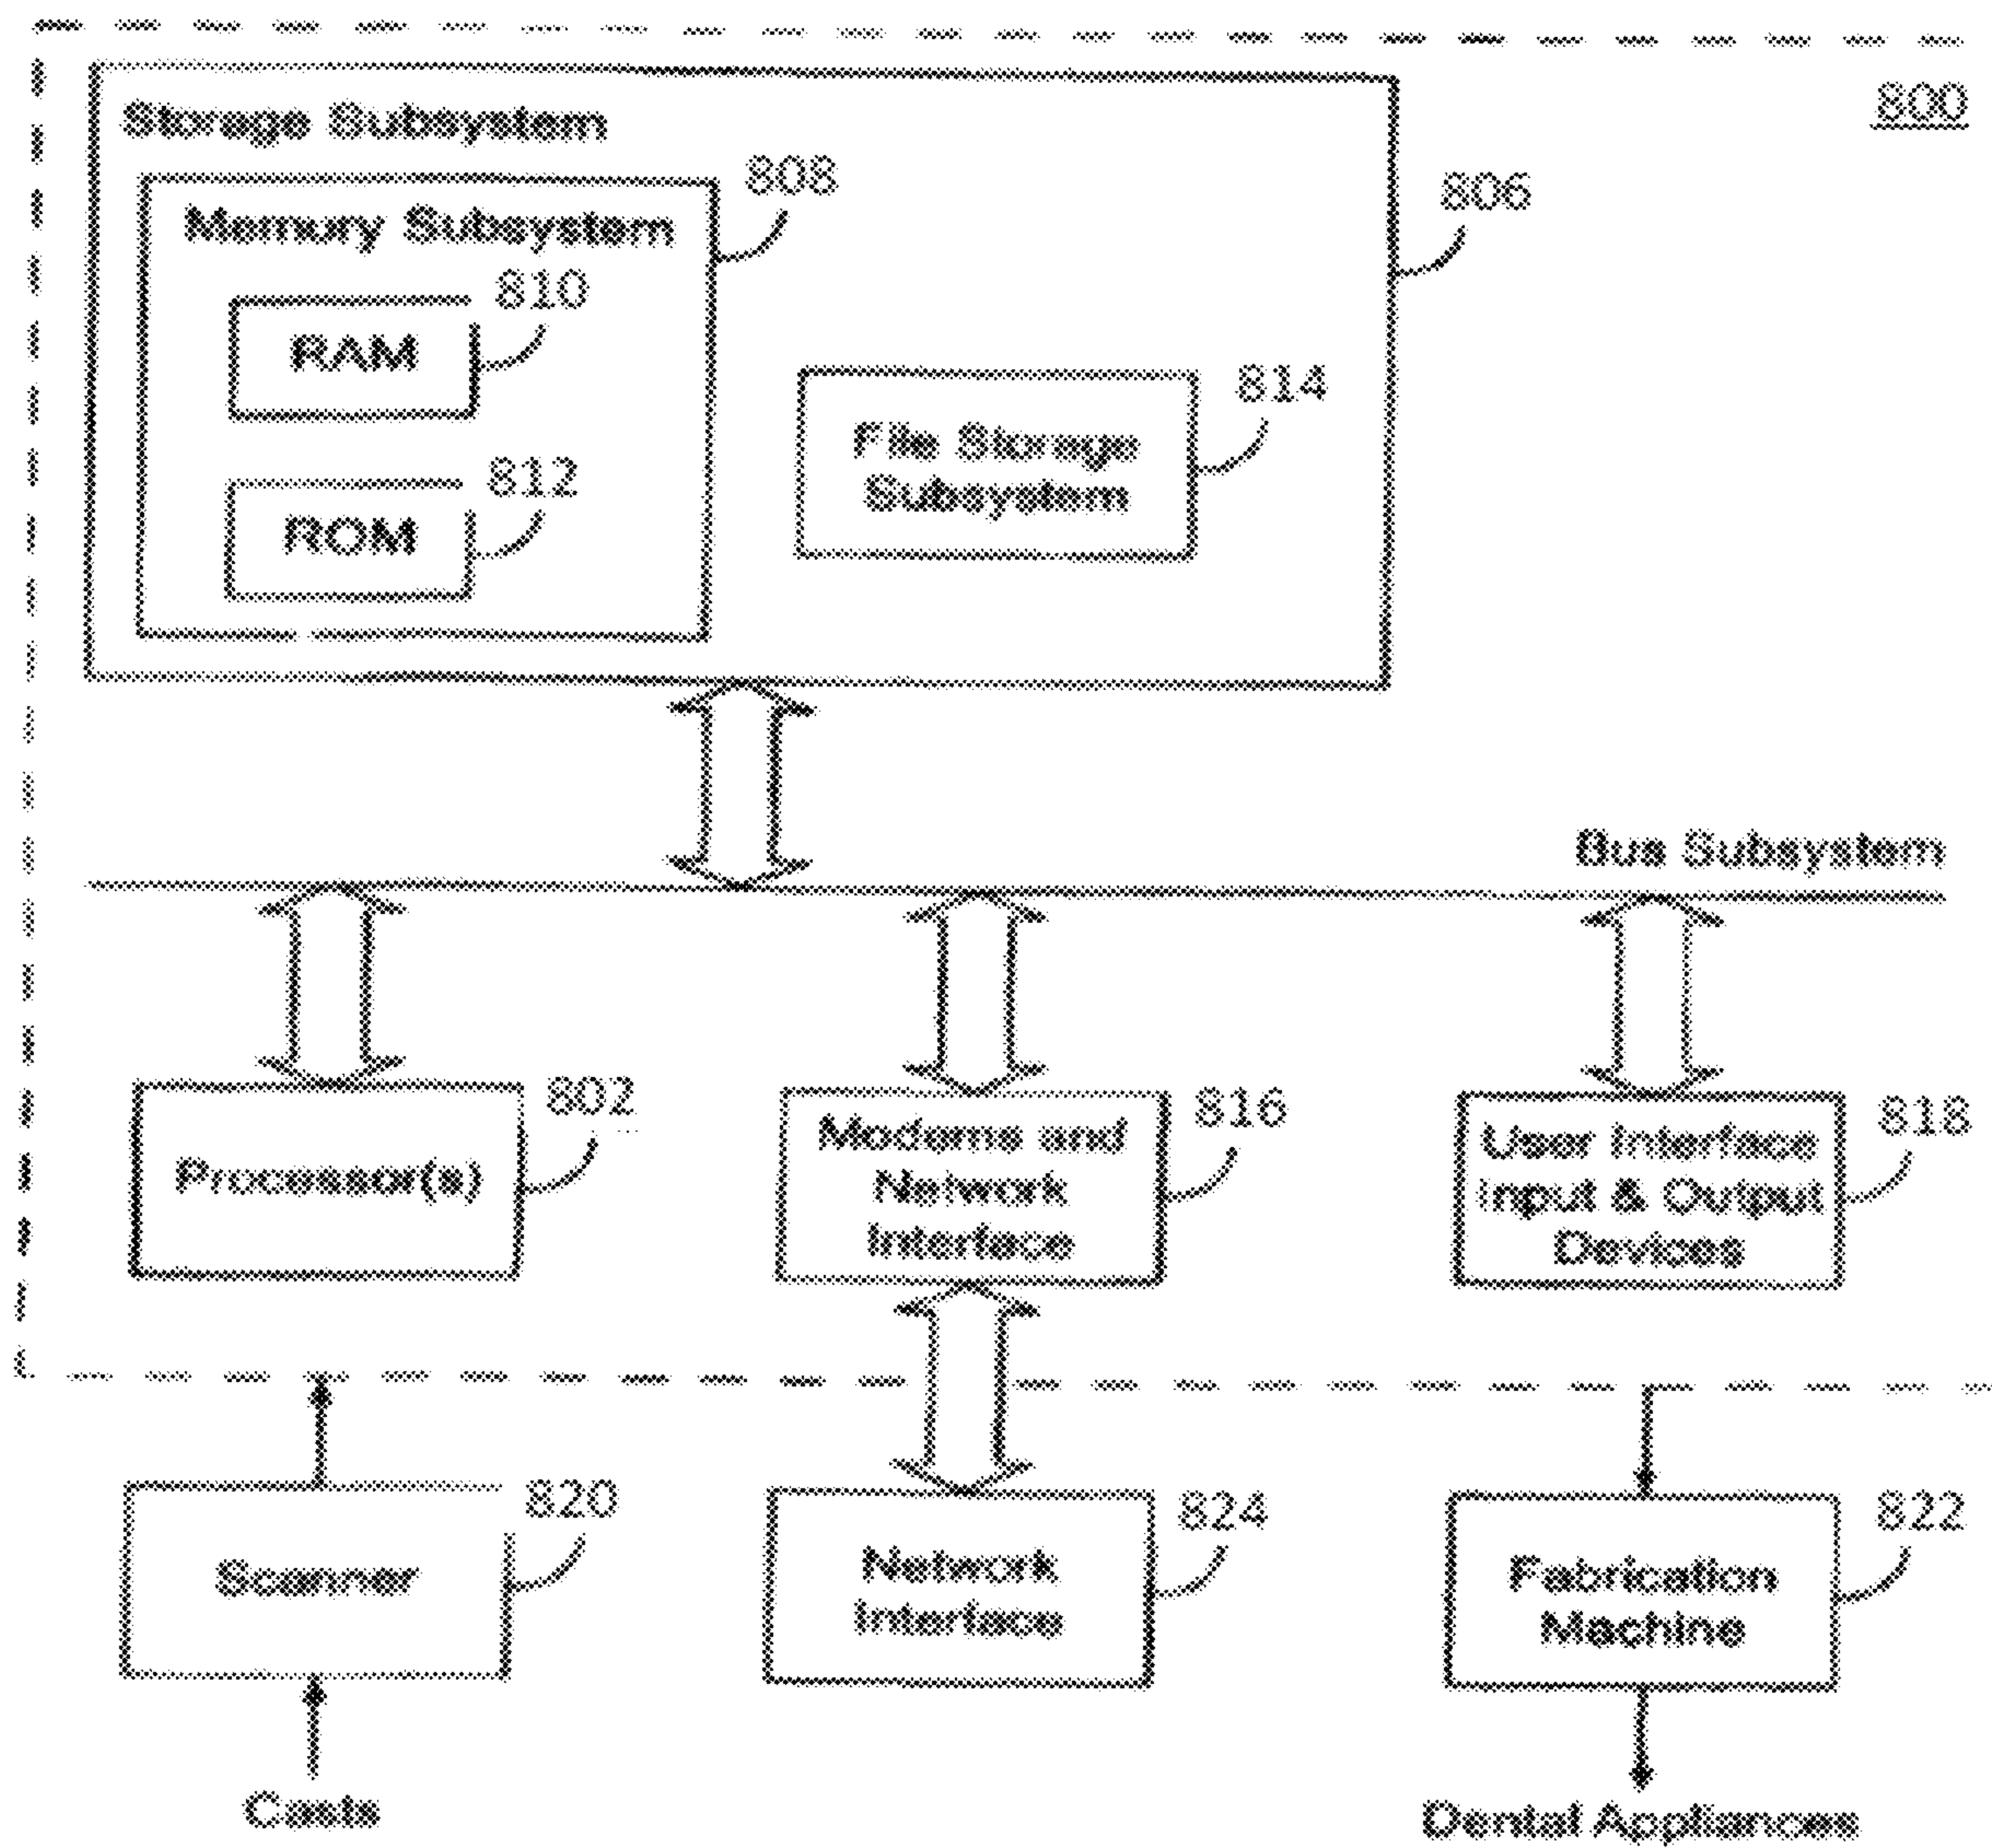 800
Storage Subsystem
808
806
Memury Subsystem
810
RAM
814
File Storage
Subsystem
812
ROM
Bus Subsystem
802
Processor(s)
816
Modems and
Network
Interface
818
User Interface
Input & Output
Devices
820
Scanner
824
Network
Interface
822
Fabrication
Machine
Casts
Dental Appliances